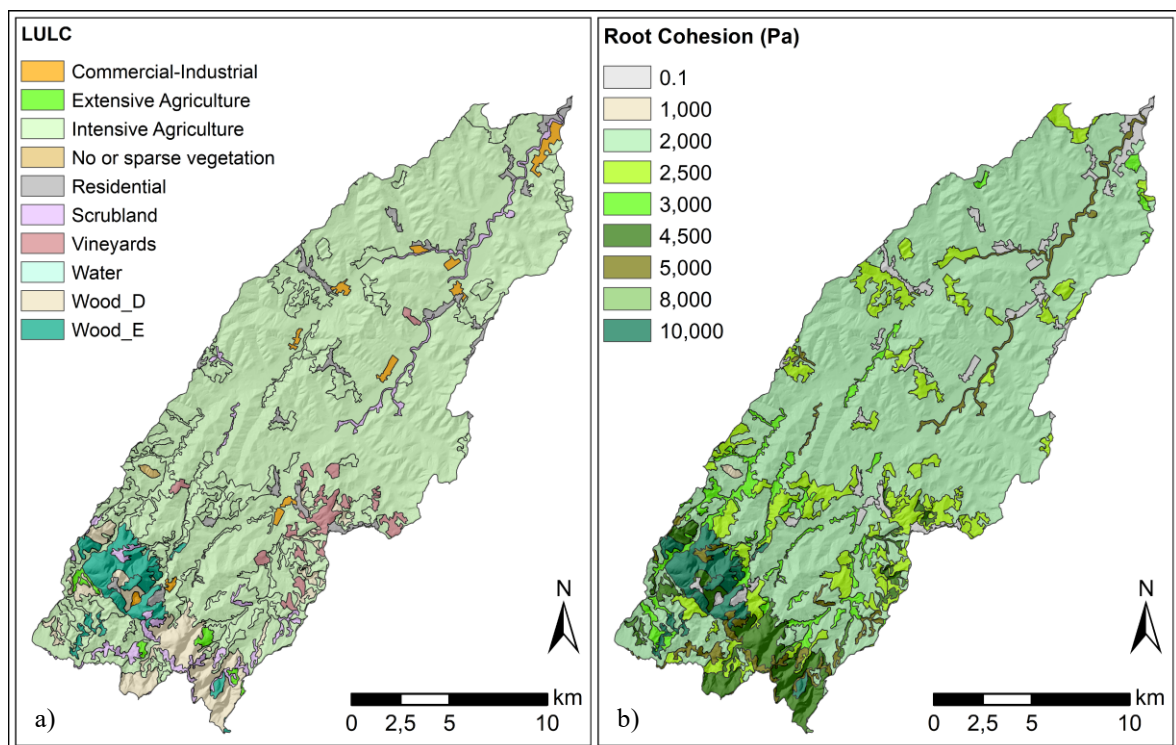 LULC
Commercial-Industrial
Extensive Agriculture
Intensive Agriculture
No or sparse vegetation
Residential
Scrubland
Vineyards
Water
Wood_D
Wood_E
N
km
0 2,5 5 10
a)
Root Cohesion (Pa)
0.1
1,000
2,000
2,500
3,000
4,500
5,000
8,000
10,000
N
km
0 2,5 5 10
b)